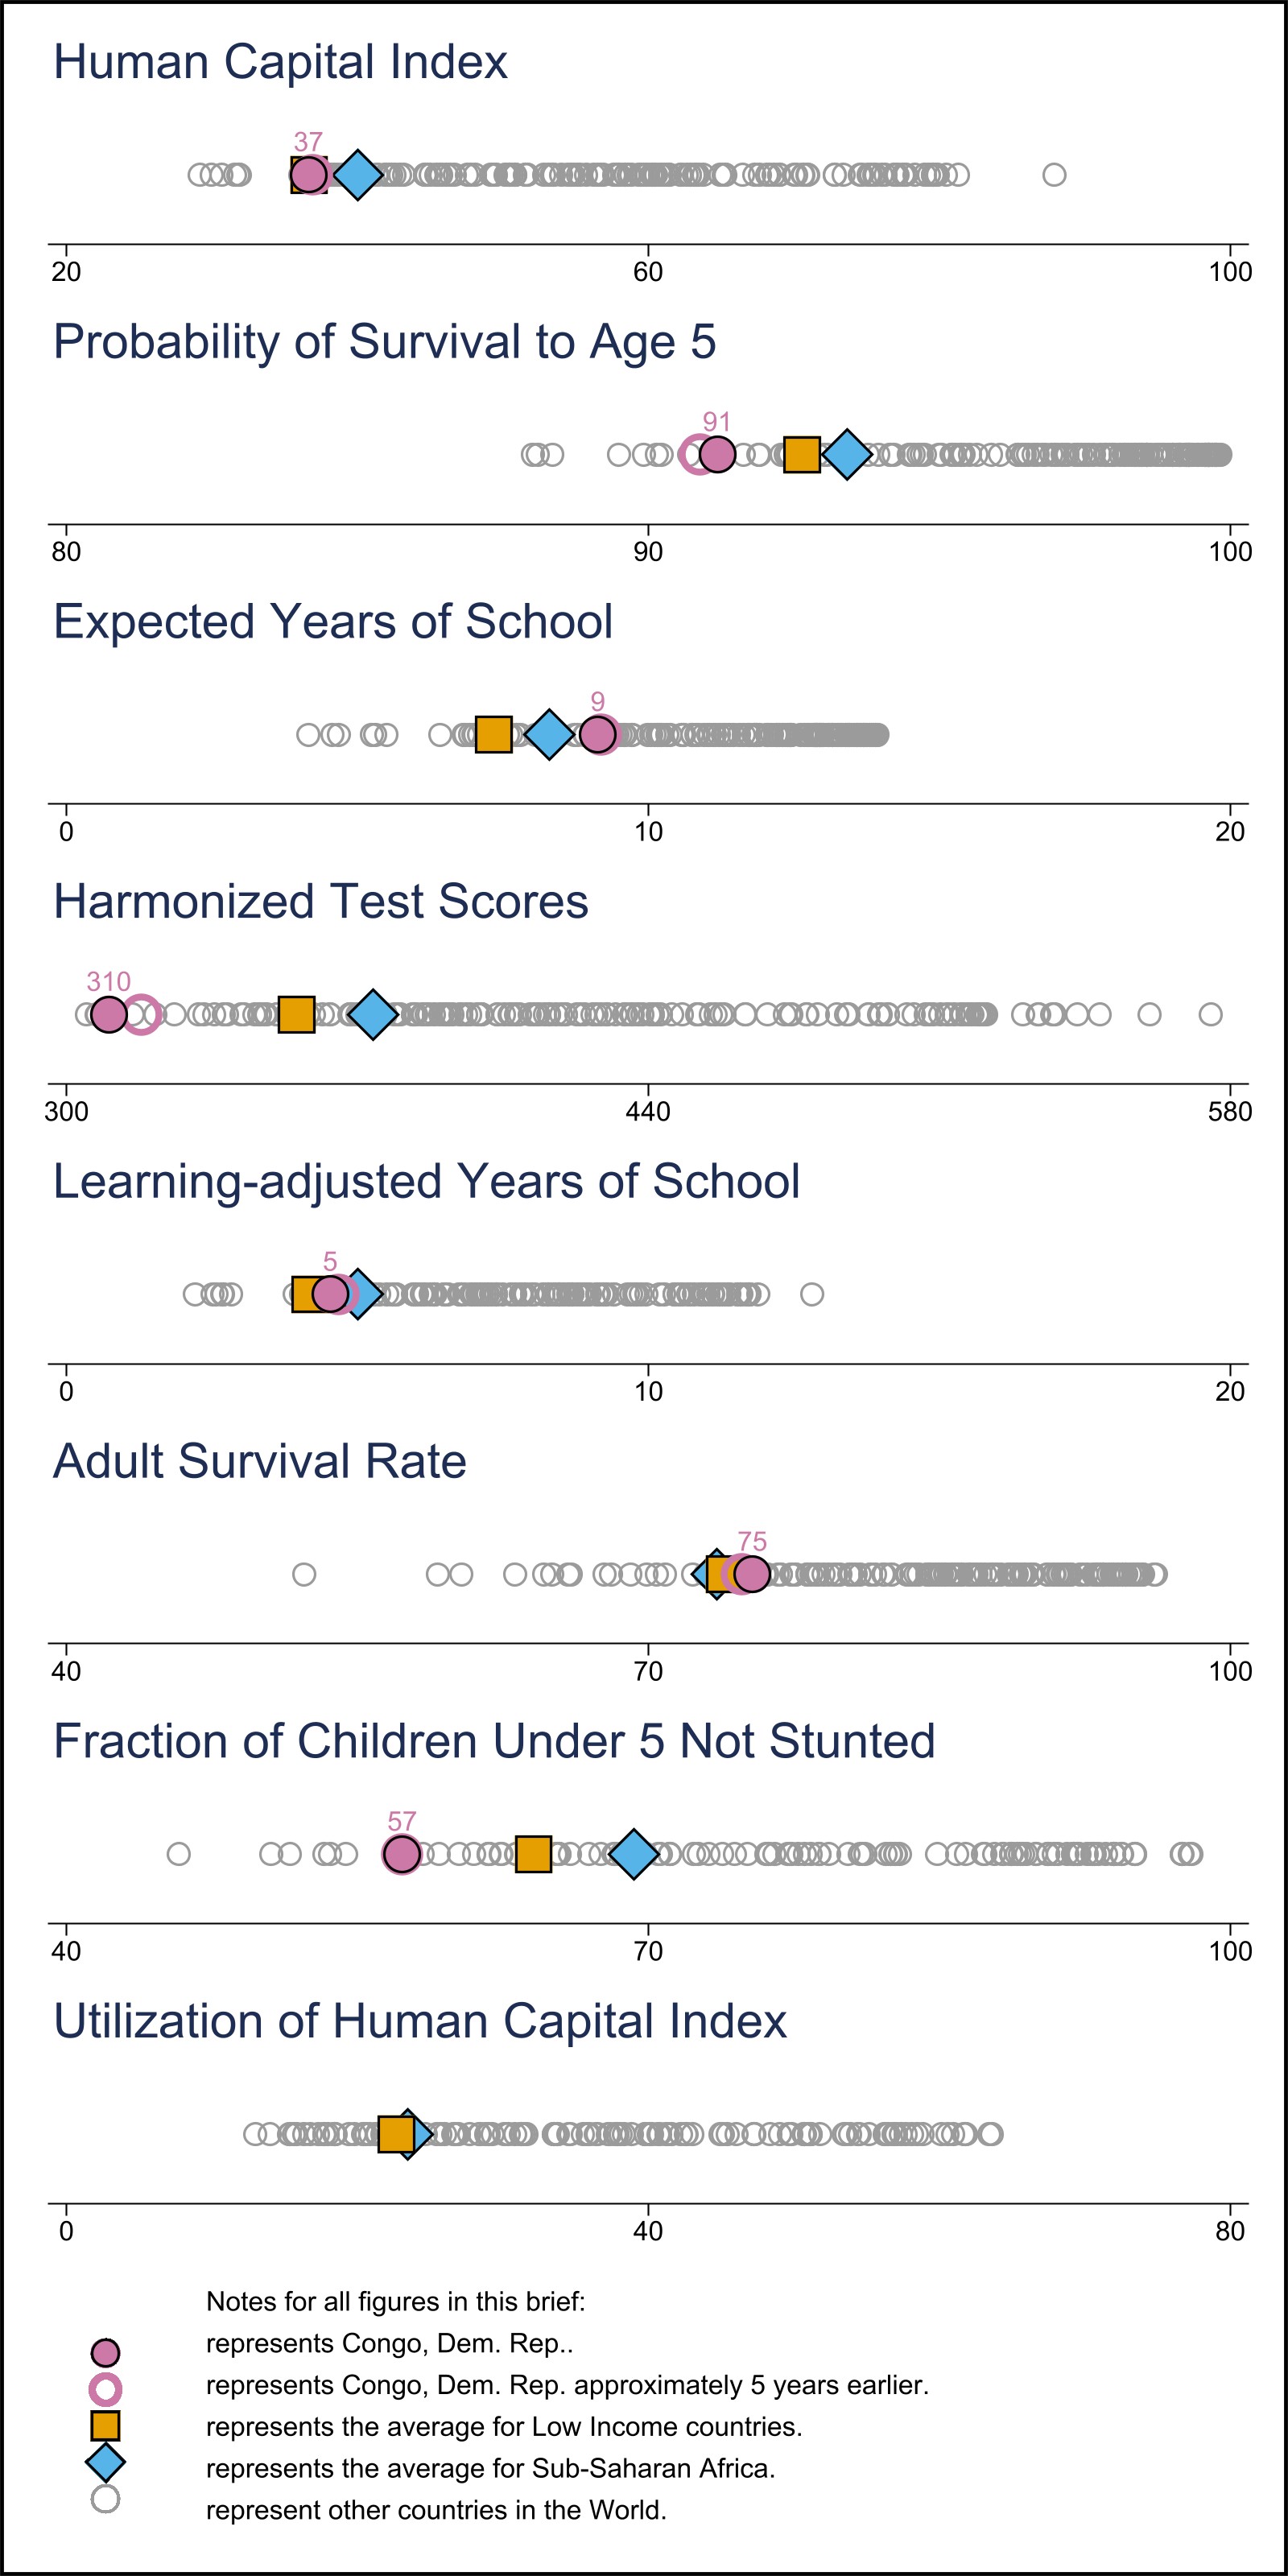 Human Capital Index
37
20 60 100
Probability of Survival to Age 5
91
80 90 100
Expected Years of School
9
0 10 20
Harmonized Test Scores
310
300 440 580
Learning-adjusted Years of School
5
0 10 20
Adult Survival Rate
75
40 70 100
Fraction of Children Under 5 Not Stunted
57
40 70 100
Utilization of Human Capital Index
0 40 80
Notes for all figures in this brief:
represents Congo, Dem. Rep..
represents Congo, Dem. Rep. approximately 5 years earlier.
represents the average for Low Income countries.
represents the average for Sub-Saharan Africa.
represent other countries in the World.